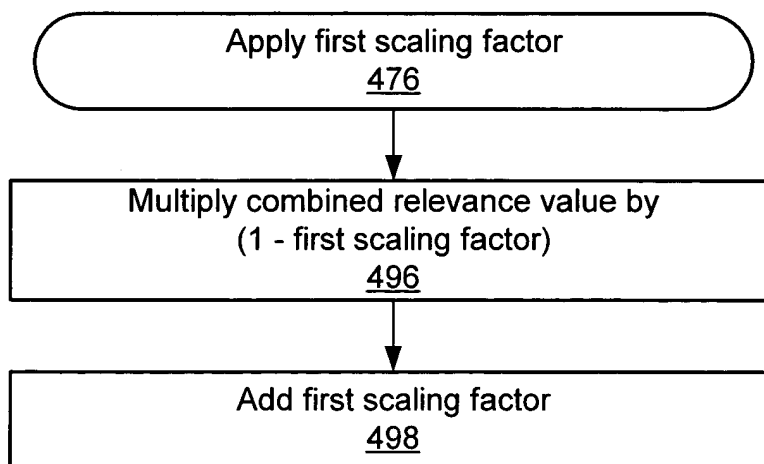 Apply first scaling factor
476
Multiply combined relevance value by
(1 - first scaling factor)
496
Add first scaling factor
498